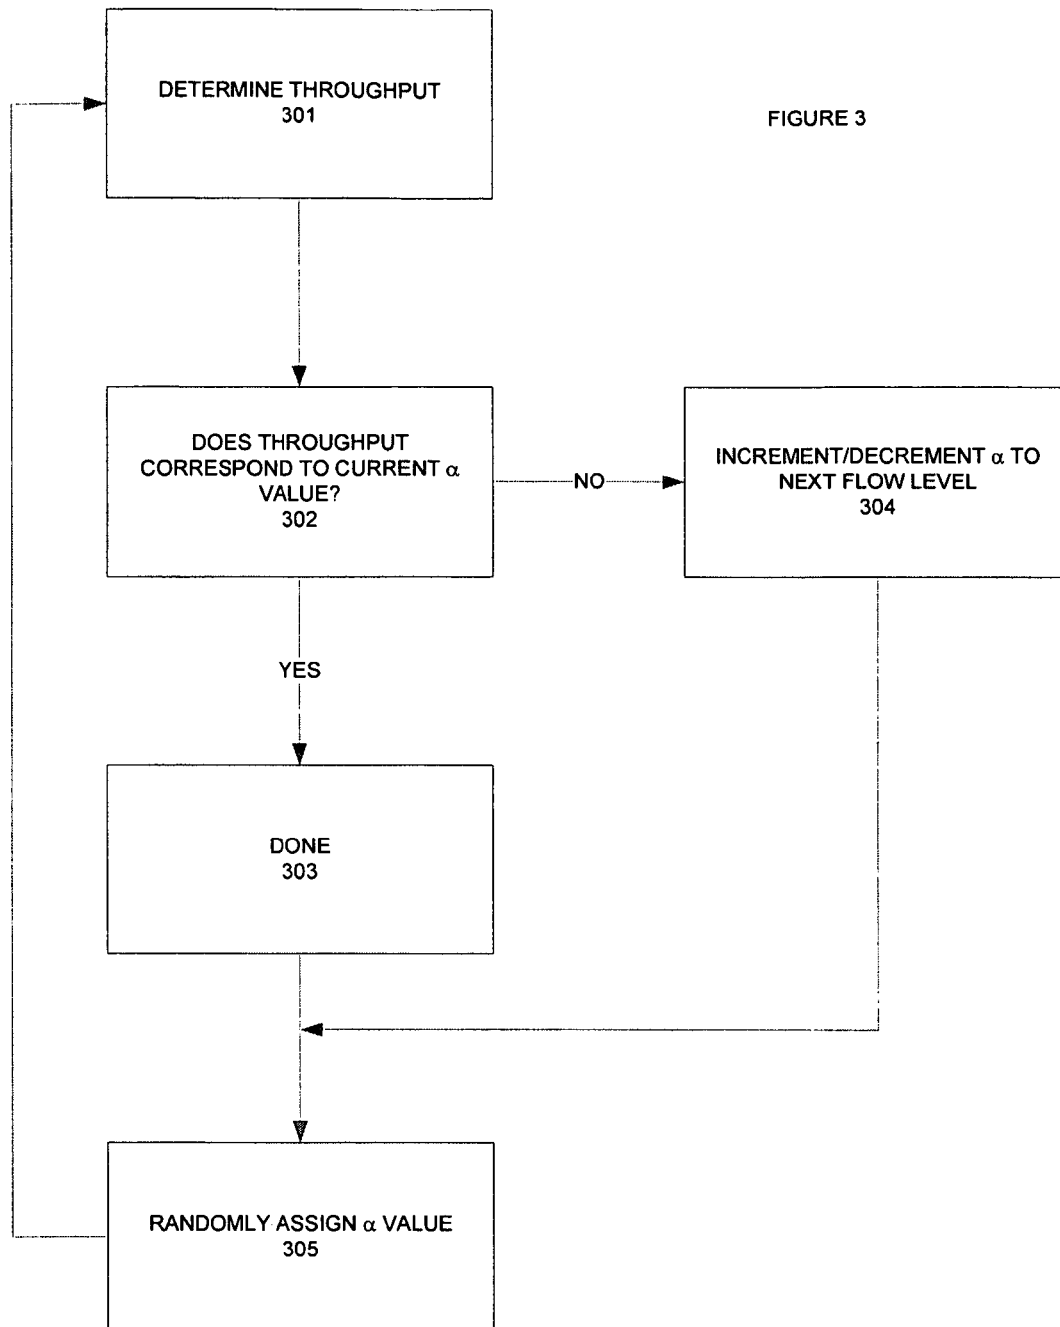 DETERMINE THROUGHPUT
301
FIGURE 3
DOES THROUGHPUT
CORRESPOND TO CURRENT α
VALUE?
302
NO
INCREMENT/DECREMENT α TO
NEXT FLOW LEVEL
304
YES
DONE
303
RANDOMLY ASSIGN α VALUE
305